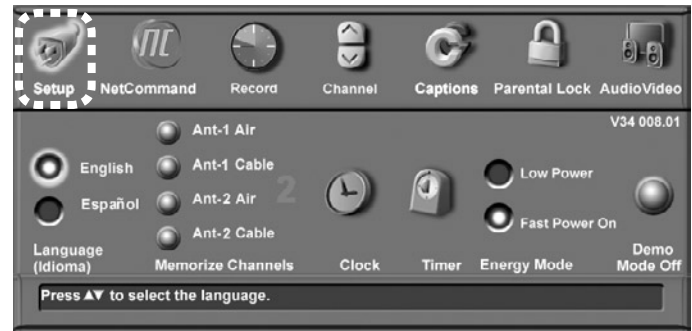 Setup NetCommand Record Channel Captions Parental Lock AudioVideo
V34 008.01
English
Español
Language
(Idioma)
Ant-1 Air
Ant-1 Cable
Ant-2 Air
Ant-2 Cable
2
Memorize Channels
Clock
Timer
Low Power
Fast Power On
Energy Mode
Demo
Mode Off
Press ▲▼ to select the language.